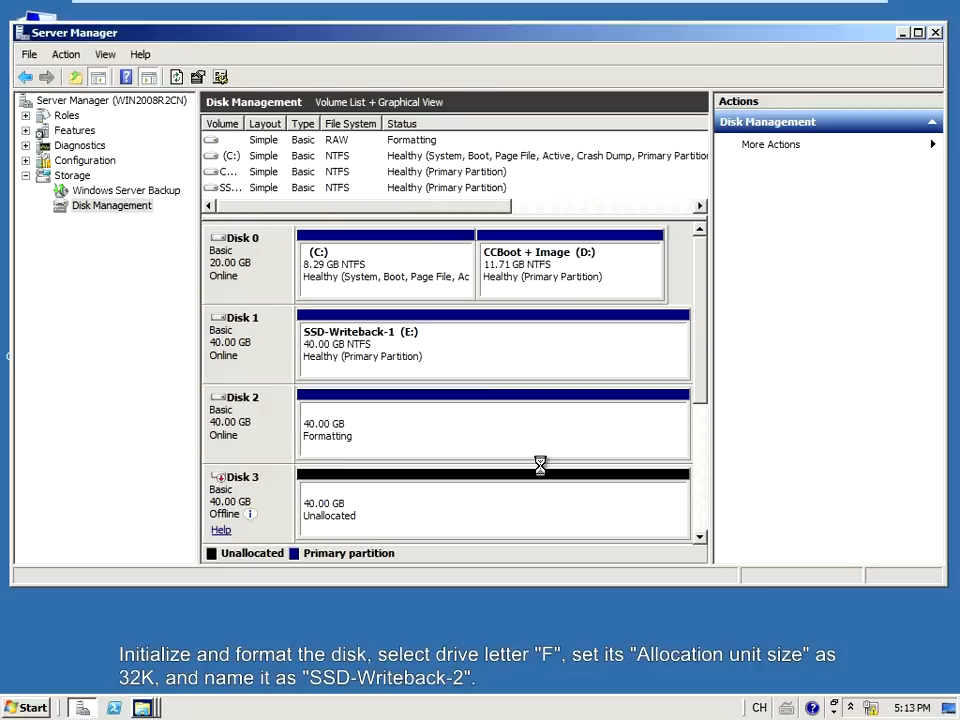 Server Manager
File Action View Help
Server Manager (WIN2008R2CN)
Roles
Features
Diagnostics
Configuration
Storage
Windows Server Backup
Disk Management
Disk Management Volume List + Graphical View
Volume Layout Type File System Status
Simple Basic RAW Formatting
(C:) Simple Basic NTFS Healthy (System, Boot, Page File, Active, Crash Dump, Primary Partitio
C... Simple Basic NTFS Healthy (Primary Partition)
SS... Simple Basic NTFS Healthy (Primary Partition)
Disk 0
Basic
20.00 GB
Online
(C:)
8.29 GB NTFS
Healthy (System, Boot, Page File, Ac
CCBoot + Image (D:)
11.71 GB NTFS
Healthy (Primary Partition)
Disk 1
Basic
40.00 GB
Online
SSD-Writeback-1 (E:)
40.00 GB NTFS
Healthy (Primary Partition)
Disk 2
Basic
40.00 GB
Online
40.00 GB
Formatting
Disk 3
Basic
40.00 GB
Offline
Help
40.00 GB
Unallocated
Unallocated Primary partition
Actions
Disk Management
More Actions
Initialize and format the disk, select drive letter "F", set its "Allocation unit size" as
32K, and name it as "SSD-Writeback-2".
Start CH 5:13 PM